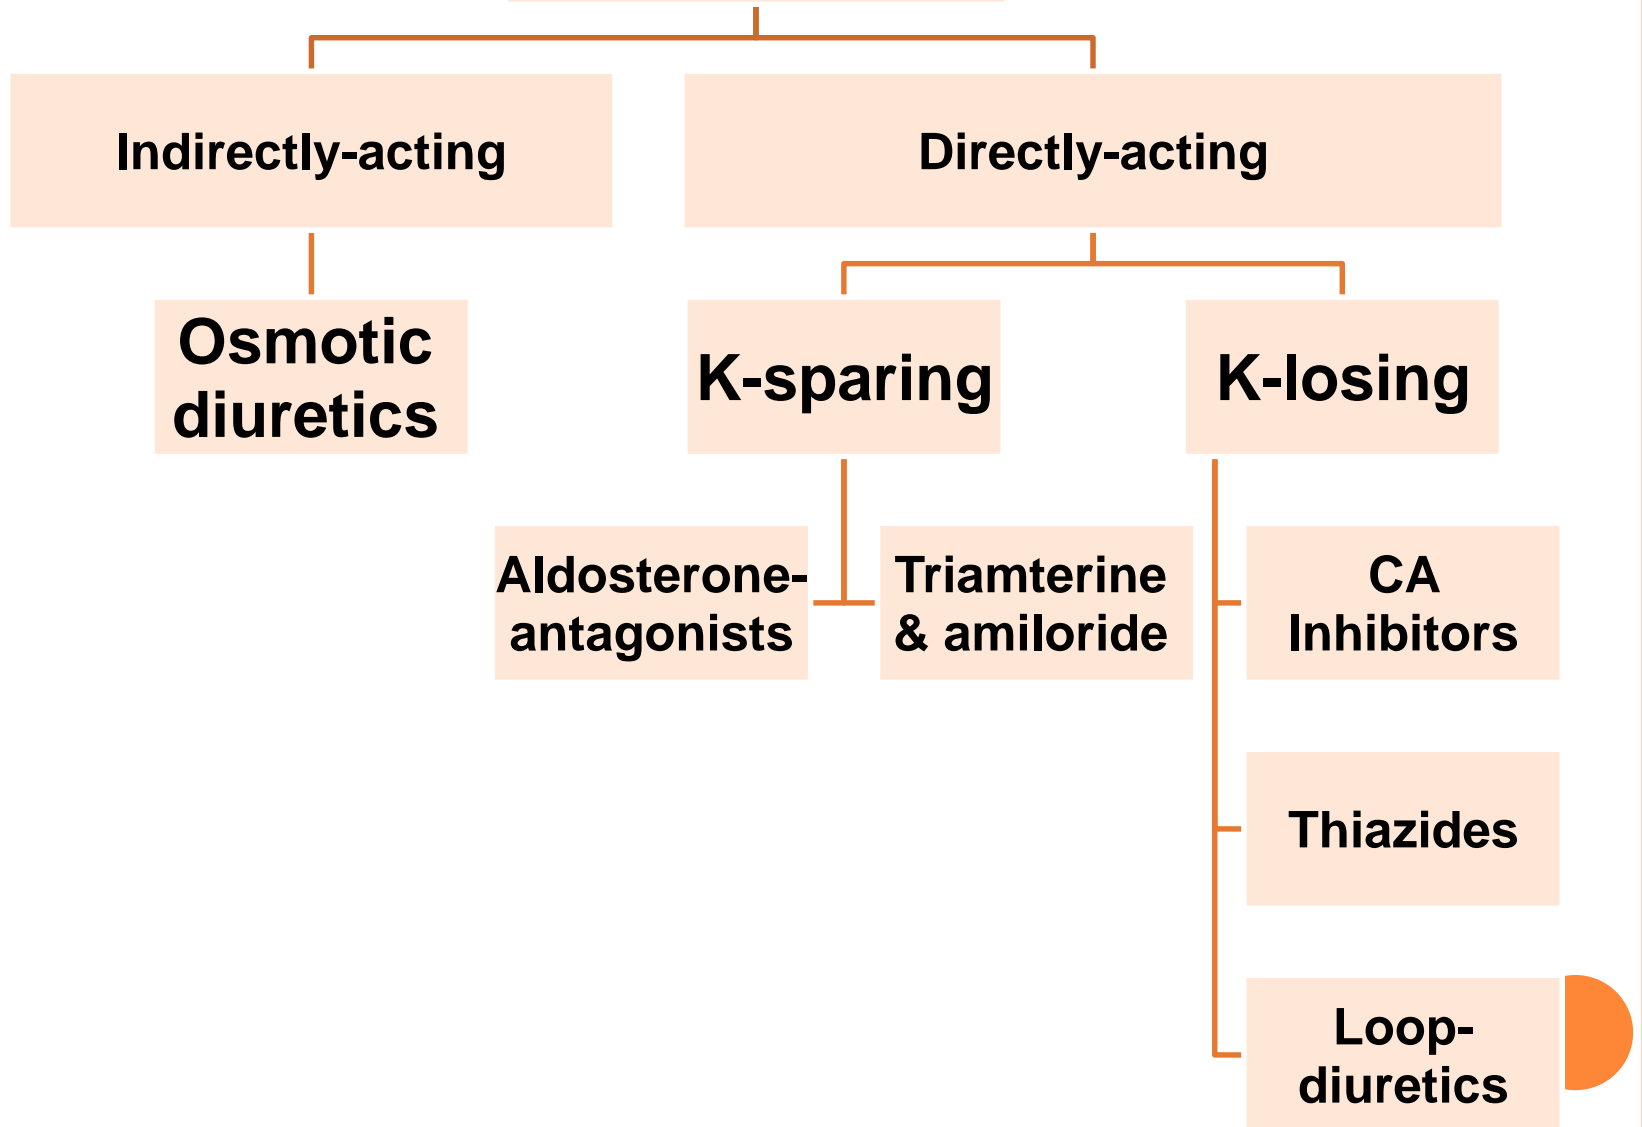 Indirectly-acting
Directly-acting
Osmotic
diuretics
K-sparing
K-losing
Aldosterone-
antagonists
Triamterine
& amiloride
CA
Inhibitors
Thiazides
Loop-
diuretics